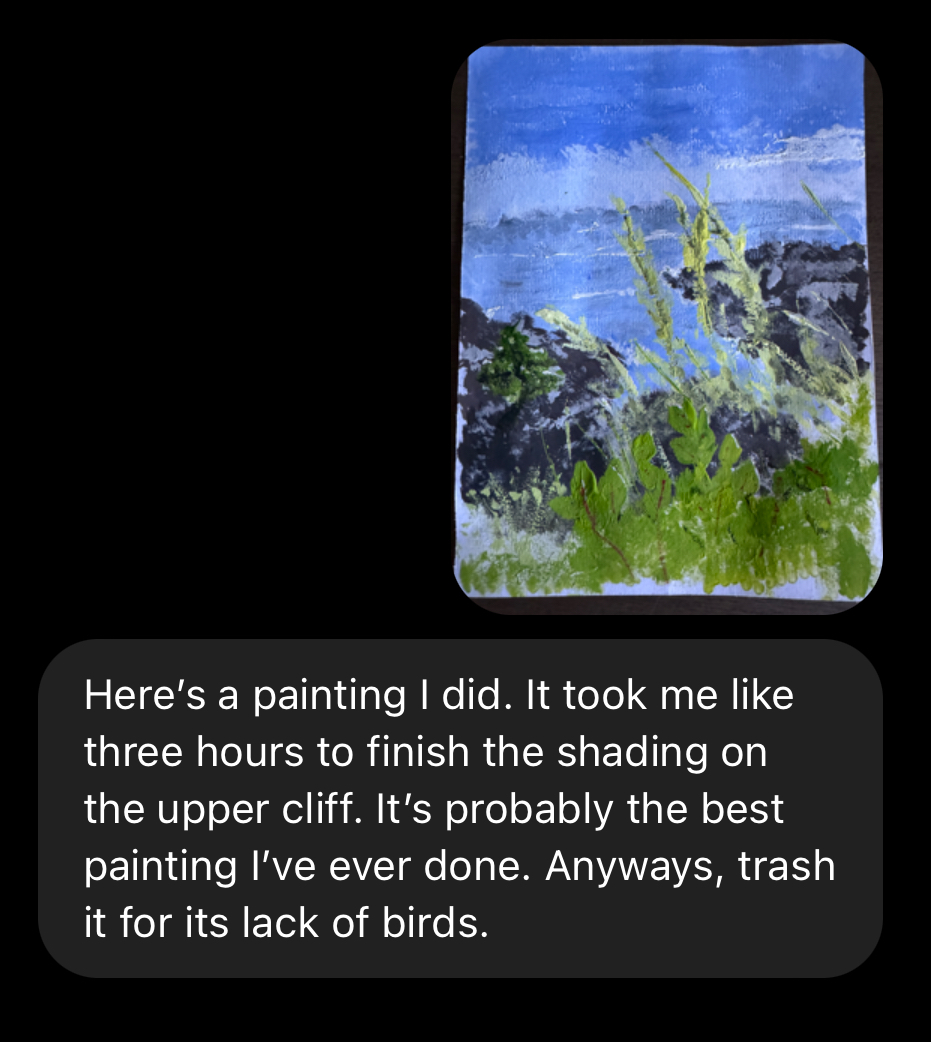 Here’s a painting I did. It took me like
three hours to finish the shading on
the upper cliff. It’s probably the best
painting I’ve ever done. Anyways, trash
it for its lack of birds.